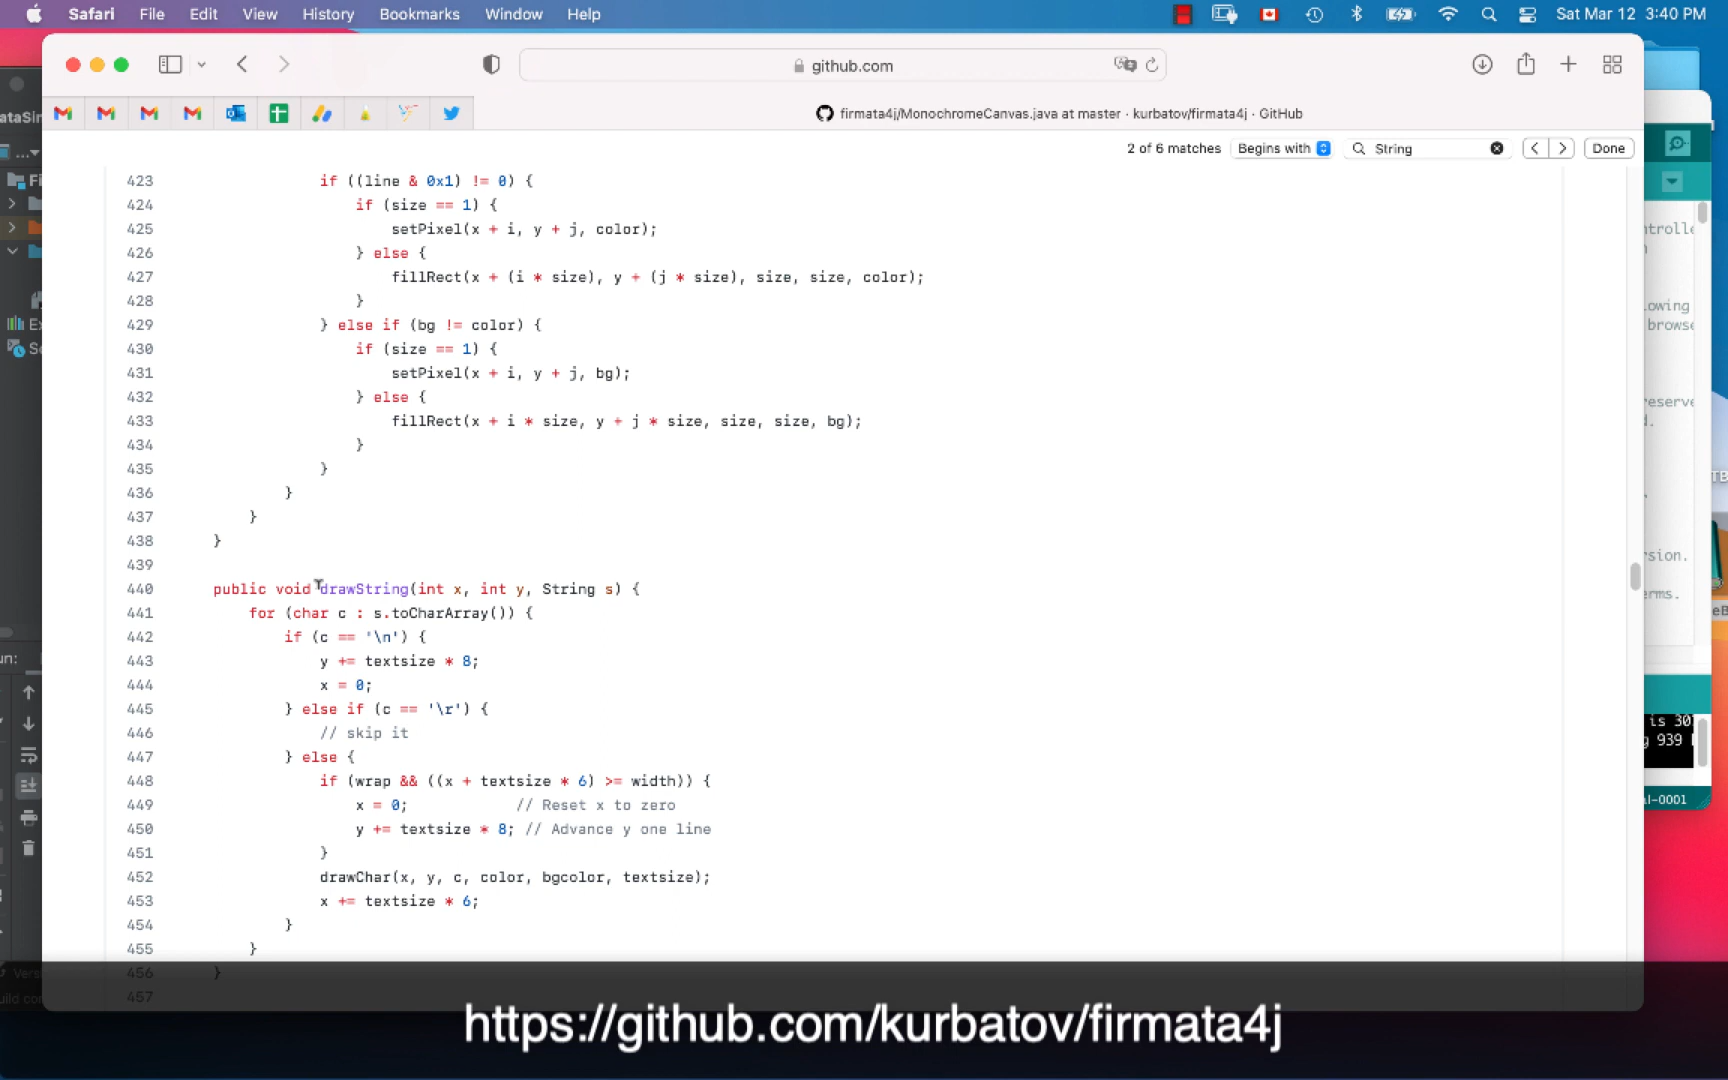 Safari File Edit View History Bookmarks Window Help
Sat Mar 12 3:40 PM
github.com
firmata4j/MonochromeCanvas.java at master · kurbatov/firmata4j · GitHub
2 of 6 matches Begins with String Done
423 if ((line & 0x1) != 0) {
424 if (size == 1) {
425 setPixel(x + i, y + j, color);
426 } else {
427 fillRect(x + (i * size), y + (j * size), size, size, color);
428 }
429 } else if (bg != color) {
430 if (size == 1) {
431 setPixel(x + i, y + j, bg);
432 } else {
433 fillRect(x + i * size, y + j * size, size, size, bg);
434 }
435 }
436 }
437 }
438 }
439
440 public void drawString(int x, int y, String s) {
441 for (char c : s.toCharArray()) {
442 if (c == '\n') {
443 y += textsize * 8;
444 x = 0;
445 } else if (c == '\r') {
446 // skip it
447 } else {
448 if (wrap && ((x + textsize * 6) >= width)) {
449 x = 0; // Reset x to zero
450 y += textsize * 8; // Advance y one line
451 }
452 drawChar(x, y, c, color, bgcolor, textsize);
453 x += textsize * 6;
454 }
455 }
456 }
457
https://github.com/kurbatov/firmata4j